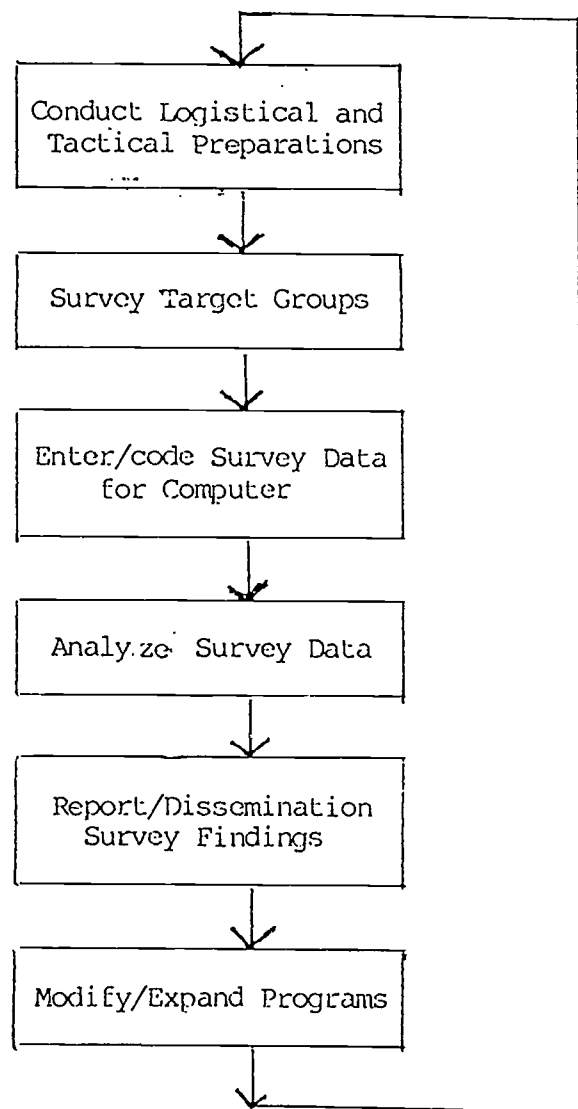 Conduct Logistical and
Tactical Preparations
Survey Target Groups
Enter/code Survey Data
for Computer
Analyze Survey Data
Report/Dissemination
Survey Findings
Modify/Expand Programs